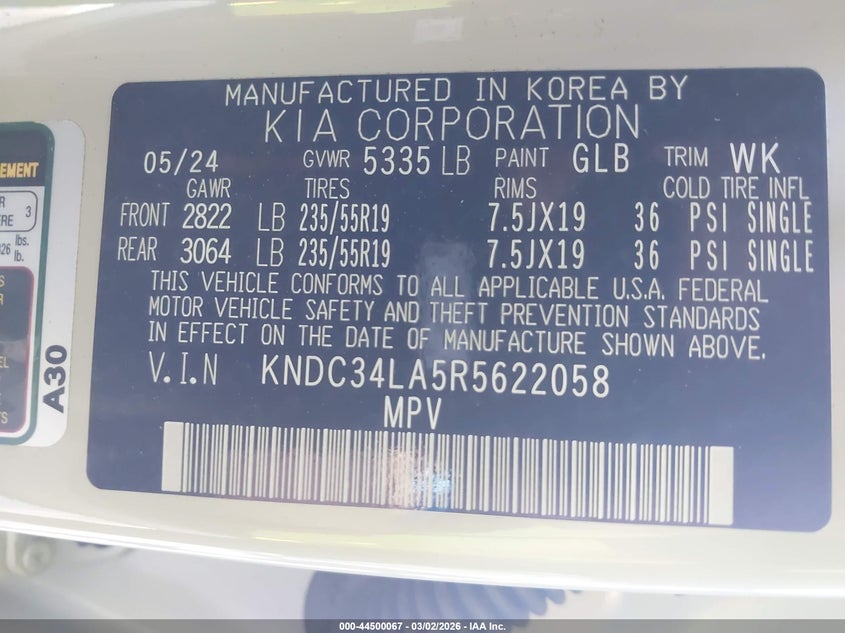 MANUFACTURED IN KOREA BY
KIA CORPORATION
05/24 GVWR 5335 LB PAINT GLB TRIM WK
GAWR TIRES RIMS COLD TIRE INFL
FRONT 2822 LB 235/55R19 7.5JX19 36 PSI SINGLE
REAR 3064 LB 235/55R19 7.5JX19 36 PSI SINGLE
THIS VEHICLE CONFORMS TO ALL APPLICABLE U.S.A. FEDERAL
MOTOR VEHICLE SAFETY AND THEFT PREVENTION STANDARDS
IN EFFECT ON THE DATE OF MANUFACTURE SHOWN ABOVE.
V.I.N KNDC34LA5R5622058
MPV
3
lbs.
lb.
A30
000-44500067 - 03/02/2026 - IAA Inc.